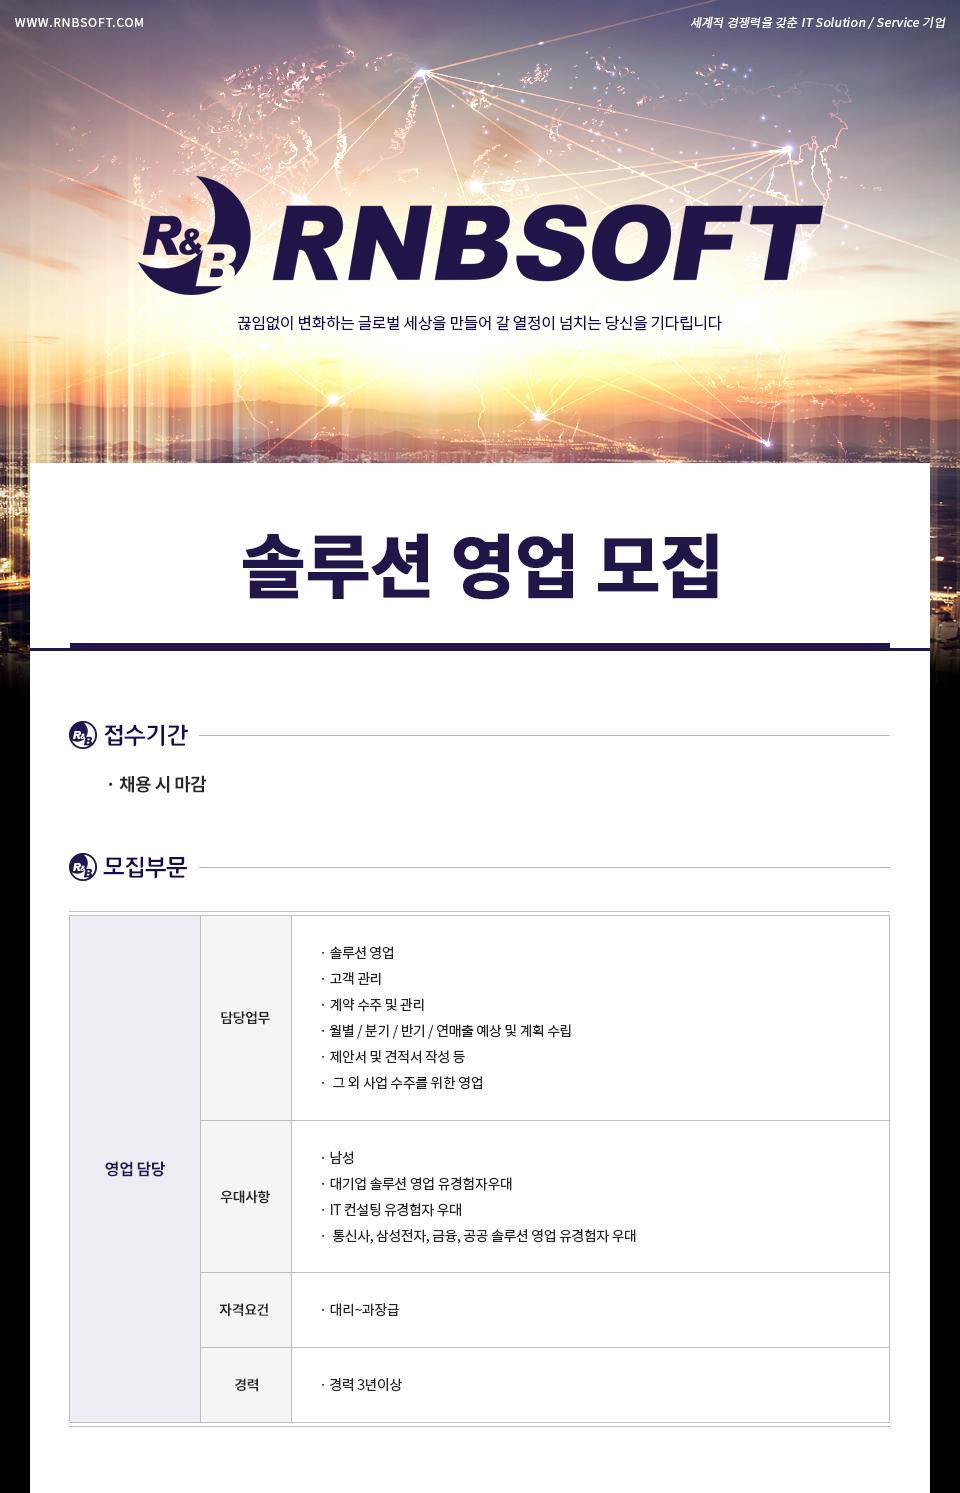 WWW.RNBSOFT.COM
세계적 경쟁력을 갖춘 IT Solution / Service 기업
R&B RNBSOFT
끊임없이 변화하는 글로벌 세상을 만들어 갈 열정이 넘치는 당신을 기다립니다
솔루션 영업 모집
R&B 접수기간
· 채용 시 마감
R&B 모집부문
영업 담당
담당업무
· 솔루션 영업
· 고객 관리
· 계약 수주 및 관리
· 월별 / 분기 / 반기 / 연매출 예상 및 계획 수립
· 제안서 및 견적서 작성 등
· 그 외 사업 수주를 위한 영업
우대사항
· 남성
· 대기업 솔루션 영업 유경험자우대
· IT 컨설팅 유경험자 우대
· 통신사, 삼성전자, 금융, 공공 솔루션 영업 유경험자 우대
자격요건
· 대리~과장급
경력
· 경력 3년이상